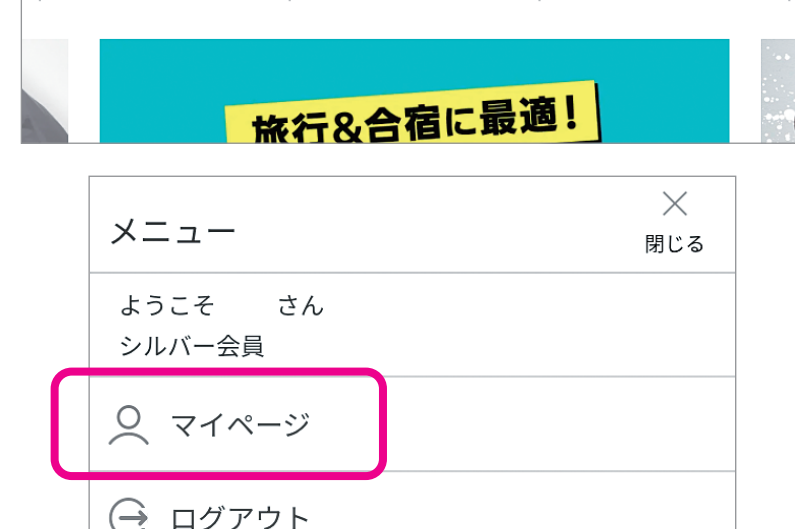 旅行&合宿に最適!
メニュー
閉じる
ようこそ さん
シルバー会員
マイページ
ログアウト